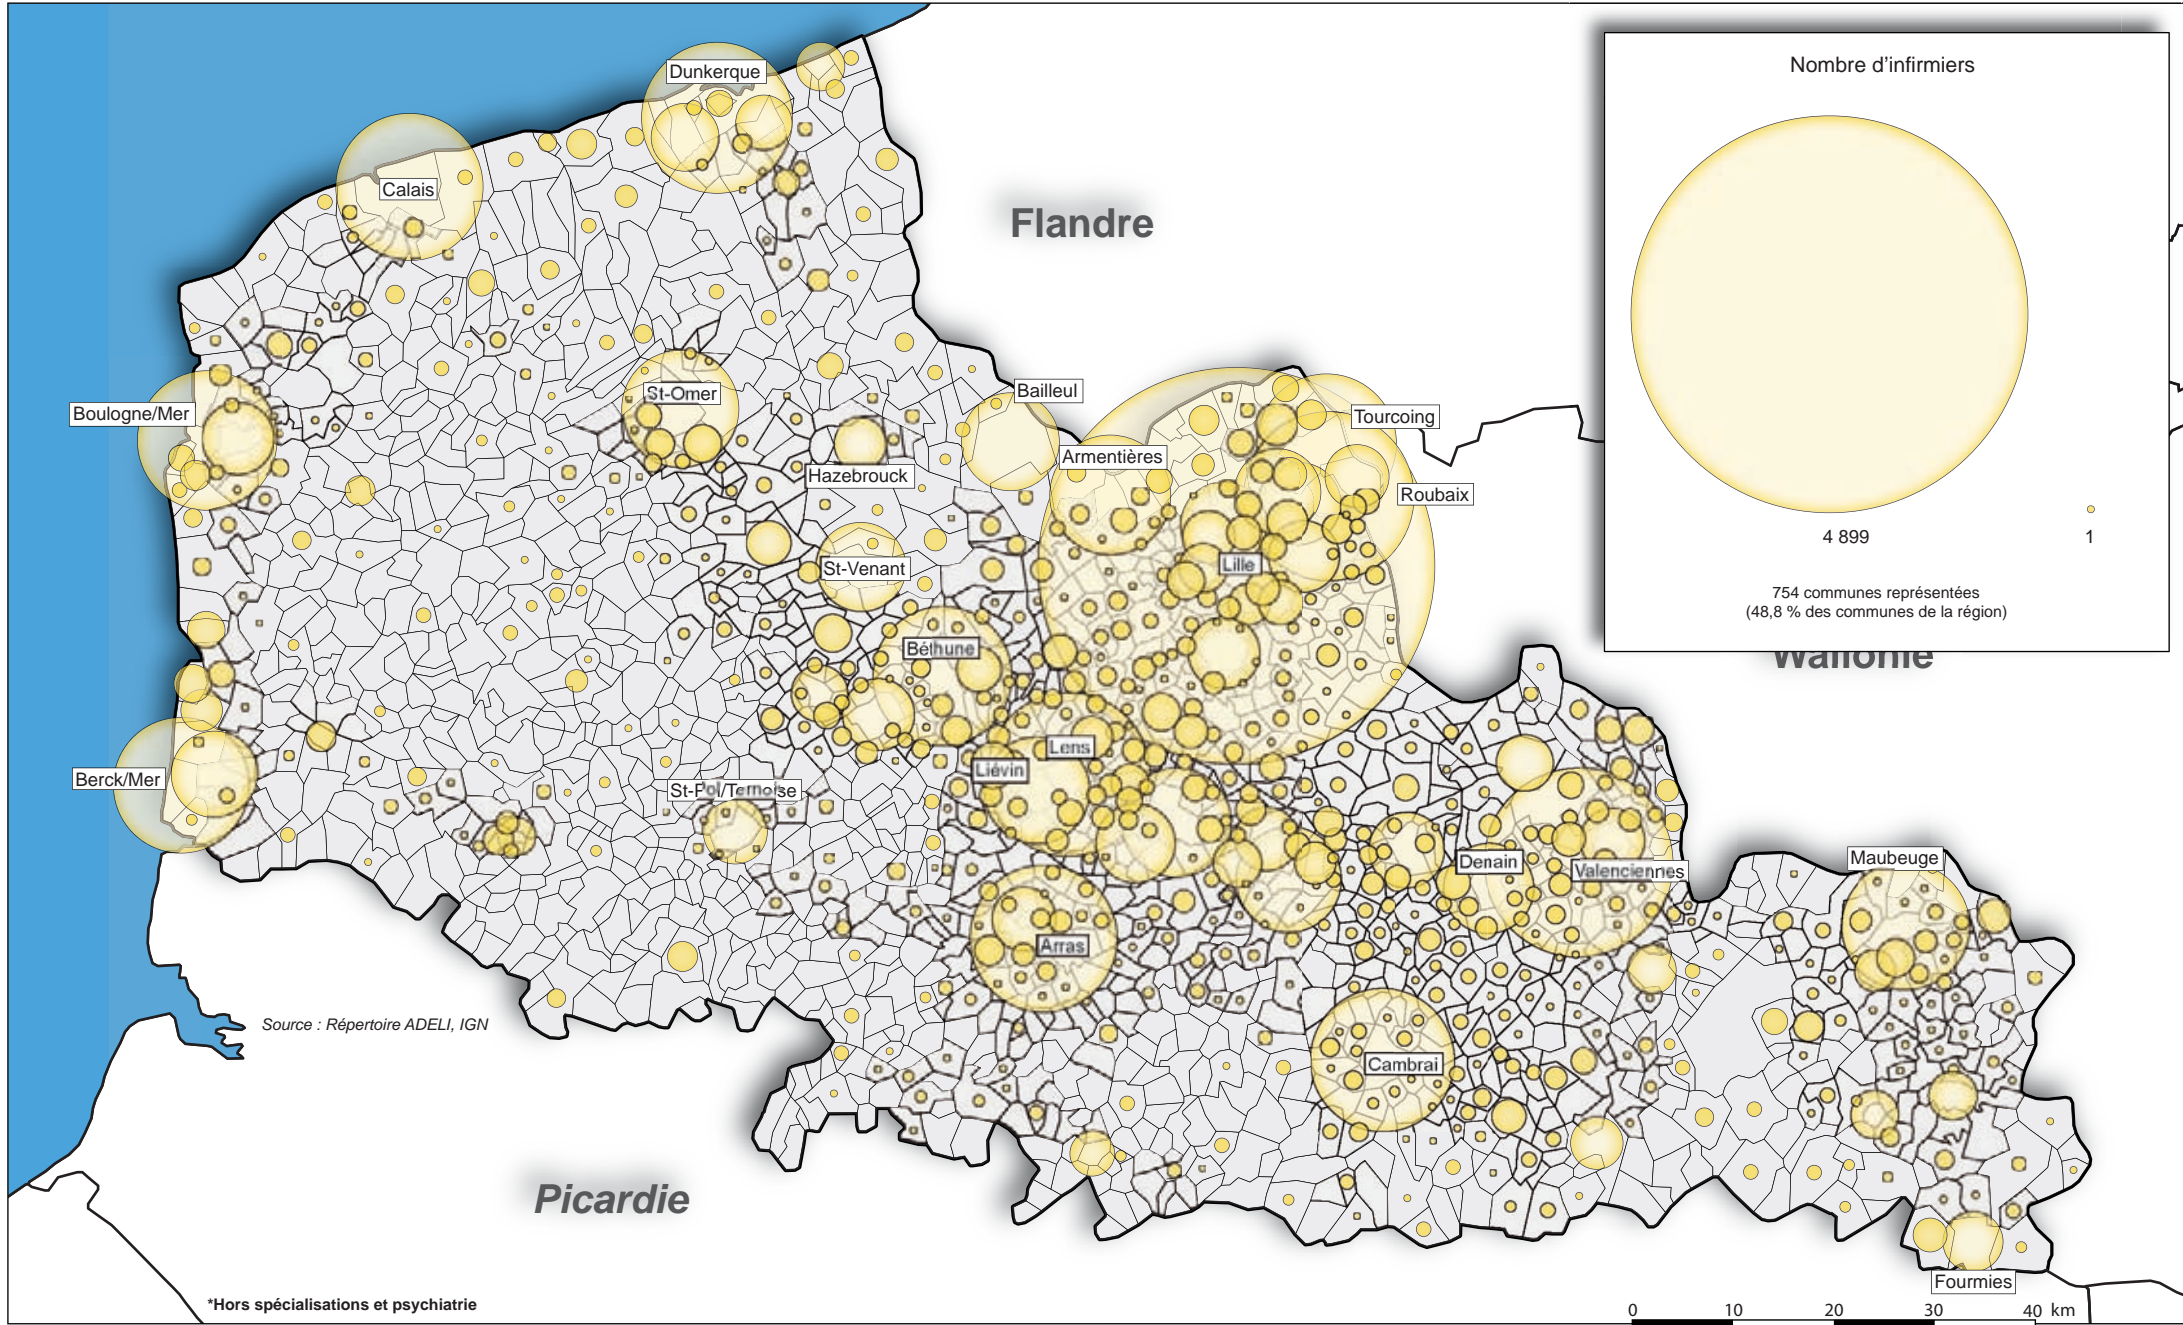 Nombre d'infirmiers
4 899
1
754 communes représentées
(48,8 % des communes de la région)
Dunkerque
Calais
Flandre
St-Omer
Bailleul
Boulogne/Mer
Tourcoing
Armentières
Hazebrouck
Roubaix
St-Venant
Lille
Béthune
Wallonie
Lens
Liévin
Berck/Mer
St-Pol/Ternoise
Maubeuge
Denain
Valenciennes
Arras
Source : Répertoire ADELI, IGN
Cambrai
Picardie
Fourmies
*Hors spécialisations et psychiatrie
0 10 20 30 40 km